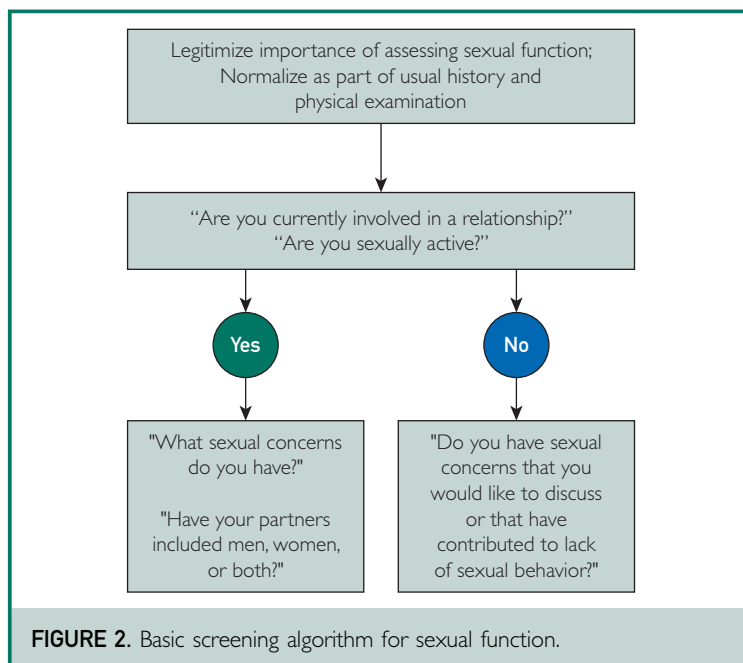 Legitimize importance of assessing sexual function;
Normalize as part of usual history and
physical examination
“Are you currently involved in a relationship?”
“Are you sexually active?”
Yes
No
"What sexual concerns
do you have?"
"Have your partners
included men, women,
or both?"
"Do you have sexual
concerns that you
would like to discuss
or that have
contributed to lack
of sexual behavior?"
FIGURE 2. Basic screening algorithm for sexual function.